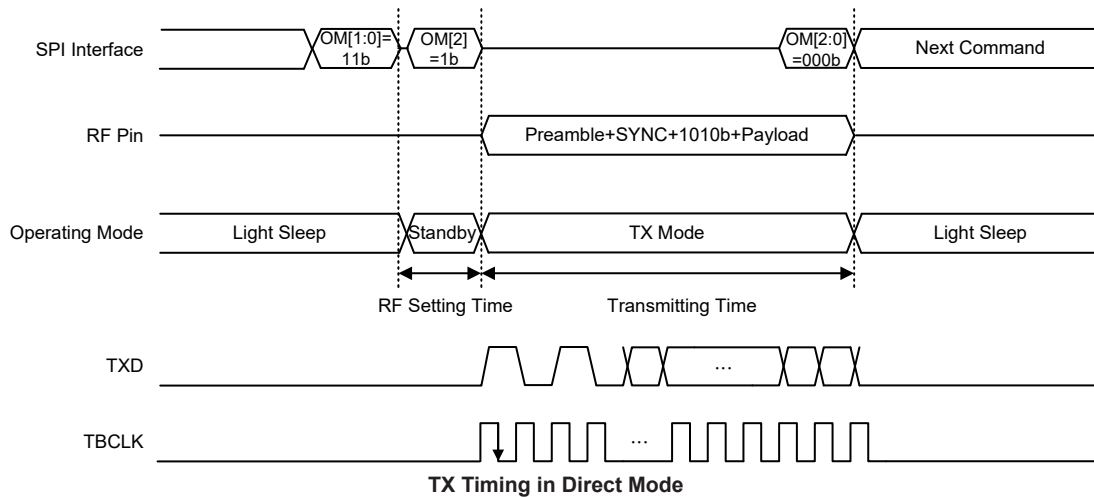 SPI Interface
OM[1:0]=
11b
OM[2]
=1b
OM[2:0]
=000b
Next Command
RF Pin
Preamble+SYNC+1010b+Payload
Operating Mode
Light Sleep
Standby
TX Mode
Light Sleep
RF Setting Time
Transmitting Time
TXD
...
TBCLK
...
TX Timing in Direct Mode